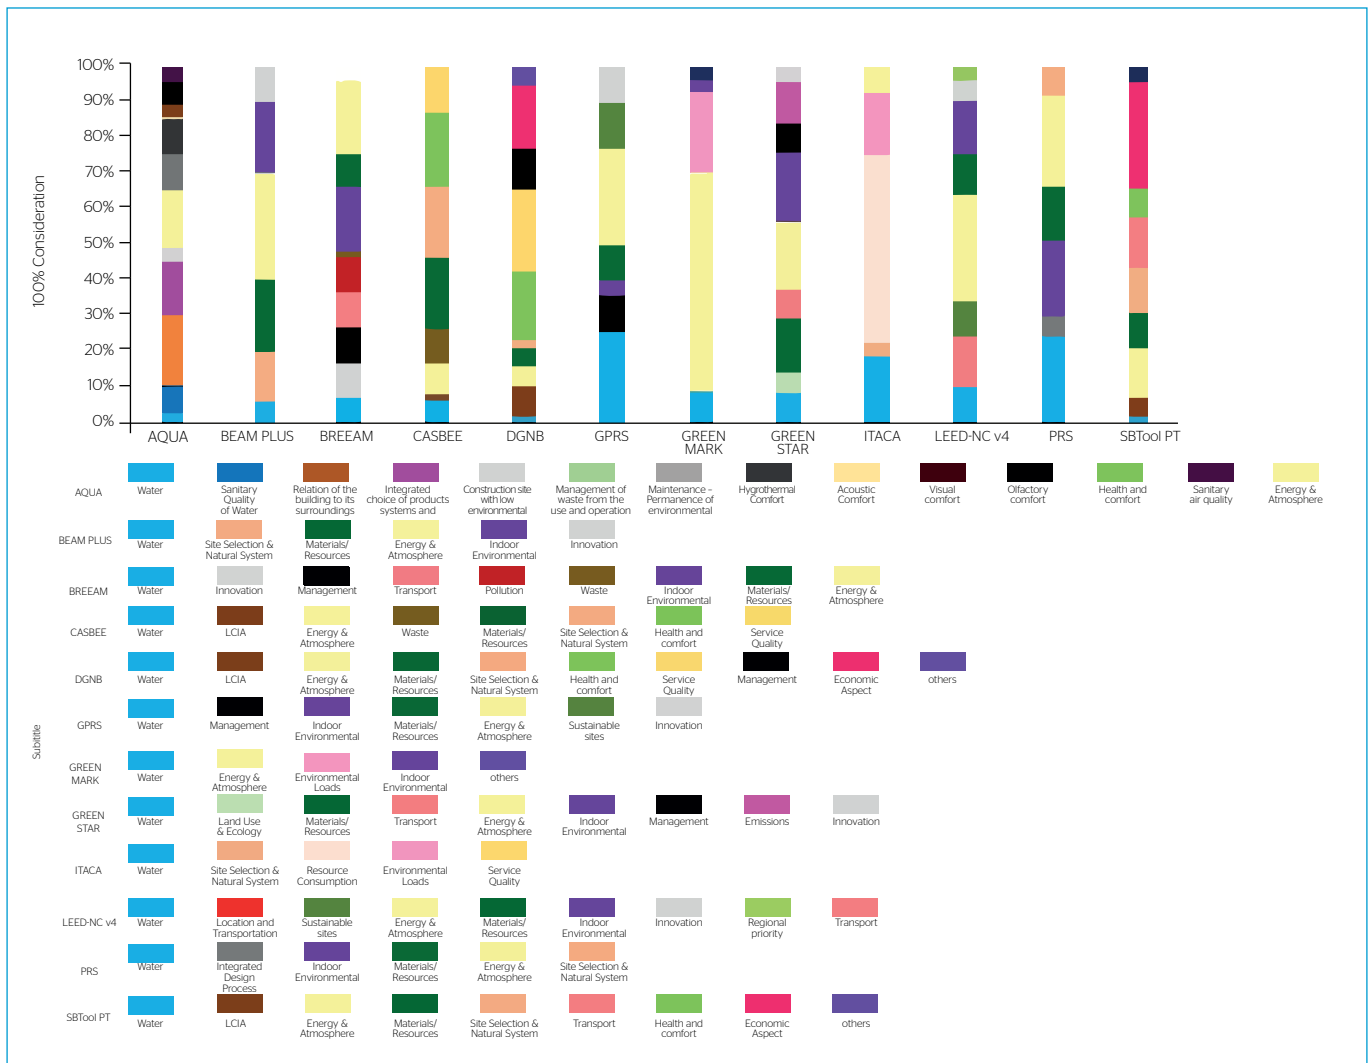 100%
90%
80%
70%
60%
50%
40%
30%
20%
10%
0%
100% Consideration
AQUA
BEAM PLUS
BREEAM
CASBEE
DGNB
GPRS
GREEN
MARK
GREEN
STAR
ITACA
LEED-NC v4
PRS
SBTool PT
Subititle
AQUA
Water
Sanitary
Quality
of Water
Relation of the
building to its
surroundings
Integrated
choice of products
systems and
Construction site
with low
environmental
Management of
waste from the
use and operation
Maintenance –
Permanence of
environmental
Hygrothermal
Comfort
Acoustic
Comfort
Visual
comfort
Olfactory
comfort
Health and
comfort
Sanitary
air quality
Energy &
Atmosphere
BEAM PLUS
Water
Site Selection &
Natural System
Materials/
Resources
Energy &
Atmosphere
Indoor
Environmental
Innovation
BREEAM
Water
Innovation
Management
Transport
Pollution
Waste
Indoor
Environmental
Materials/
Resources
Energy &
Atmosphere
CASBEE
Water
LCIA
Energy &
Atmosphere
Waste
Materials/
Resources
Site Selection &
Natural System
Health and
comfort
Service
Quality
DGNB
Water
LCIA
Energy &
Atmosphere
Materials/
Resources
Site Selection &
Natural System
Health and
comfort
Service
Quality
Management
Economic
Aspect
others
GPRS
Water
Management
Indoor
Environmental
Materials/
Resources
Energy &
Atmosphere
Sustainable
sites
Innovation
GREEN
MARK
Water
Energy &
Atmosphere
Environmental
Loads
Indoor
Environmental
others
GREEN
STAR
Water
Land Use
& Ecology
Materials/
Resources
Transport
Energy &
Atmosphere
Indoor
Environmental
Management
Emissions
Innovation
ITACA
Water
Site Selection &
Natural System
Resource
Consumption
Environmental
Loads
Service
Quality
LEED-NC v4
Water
Location and
Transportation
Sustainable
sites
Energy &
Atmosphere
Materials/
Resources
Indoor
Environmental
Innovation
Regional
priority
Transport
PRS
Water
Integrated
Design
Process
Indoor
Environmental
Materials/
Resources
Energy &
Atmosphere
Site Selection &
Natural System
SBTool PT
Water
LCIA
Energy &
Atmosphere
Materials/
Resources
Site Selection &
Natural System
Transport
Health and
comfort
Economic
Aspect
others